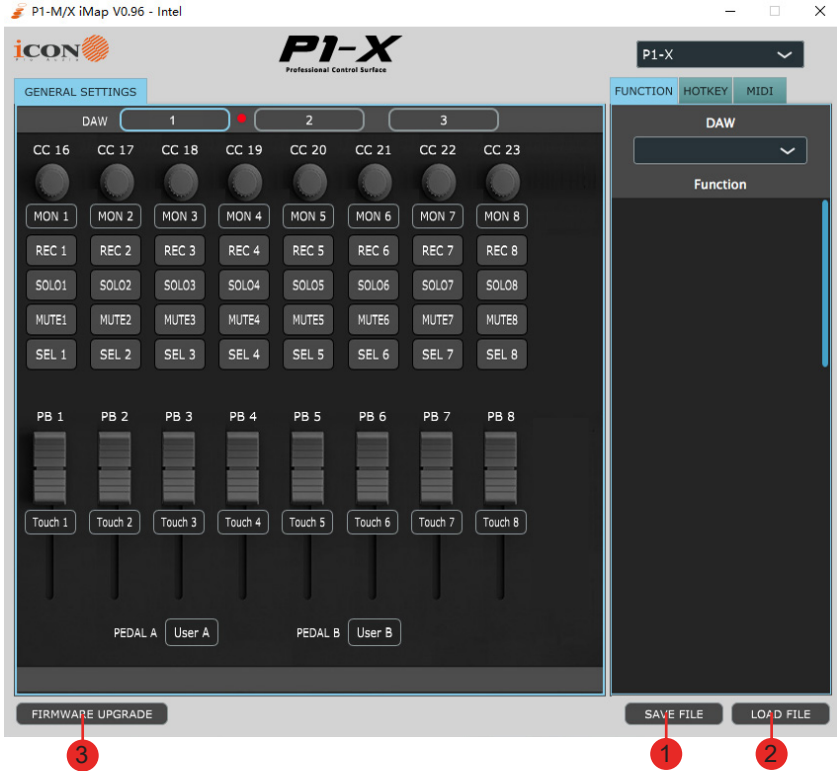 P1-M/X iMap V0.96 - Intel
iCON
Pro Audio
P1-X
Professional Control Surface
P1-X
GENERAL SETTINGS
FUNCTION HOTKEY MIDI
DAW 1 2 3
DAW
Function
CC 16 CC 17 CC 18 CC 19 CC 20 CC 21 CC 22 CC 23
MON 1 MON 2 MON 3 MON 4 MON 5 MON 6 MON 7 MON 8
REC 1 REC 2 REC 3 REC 4 REC 5 REC 6 REC 7 REC 8
SOLO1 SOLO2 SOLO3 SOLO4 SOLO5 SOLO6 SOLO7 SOLO8
MUTE1 MUTE2 MUTE3 MUTE4 MUTE5 MUTE6 MUTE7 MUTE8
SEL 1 SEL 2 SEL 3 SEL 4 SEL 5 SEL 6 SEL 7 SEL 8
PB 1 PB 2 PB 3 PB 4 PB 5 PB 6 PB 7 PB 8
Touch 1 Touch 2 Touch 3 Touch 4 Touch 5 Touch 6 Touch 7 Touch 8
PEDAL A User A PEDAL B User B
FIRMWARE UPGRADE SAVE FILE LOAD FILE
3 1 2